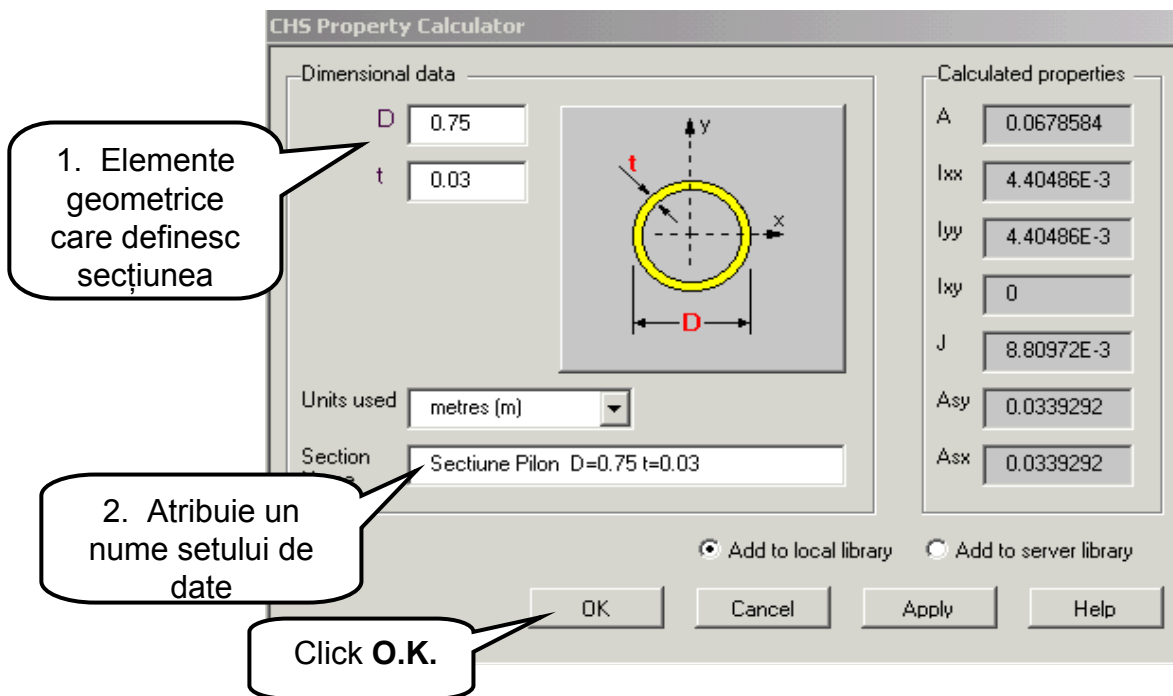 CHS Property Calculator
Dimensional data
D 0.75
t 0.03
y
t
x
D
Units used metres (m)
Section
Sectiune Pilon D=0.75 t=0.03
Calculated properties
A 0.0678584
Ixx 4.40486E-3
Iyy 4.40486E-3
Ixy 0
J 8.80972E-3
Asy 0.0339292
Asx 0.0339292
Add to local library Add to server library
OK Cancel Apply Help
1. Elemente
geometrice
care definesc
secțiunea
2. Atribuie un
nume setului de
date
Click O.K.